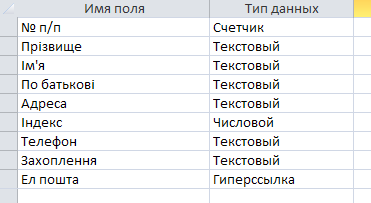 Имя поля Тип данных
№ п/п Счетчик
Прізвище Текстовый
Ім'я Текстовый
По батькові Текстовый
Адреса Текстовый
Індекс Числовой
Телефон Текстовый
Захоплення Текстовый
Ел пошта Гиперссылка